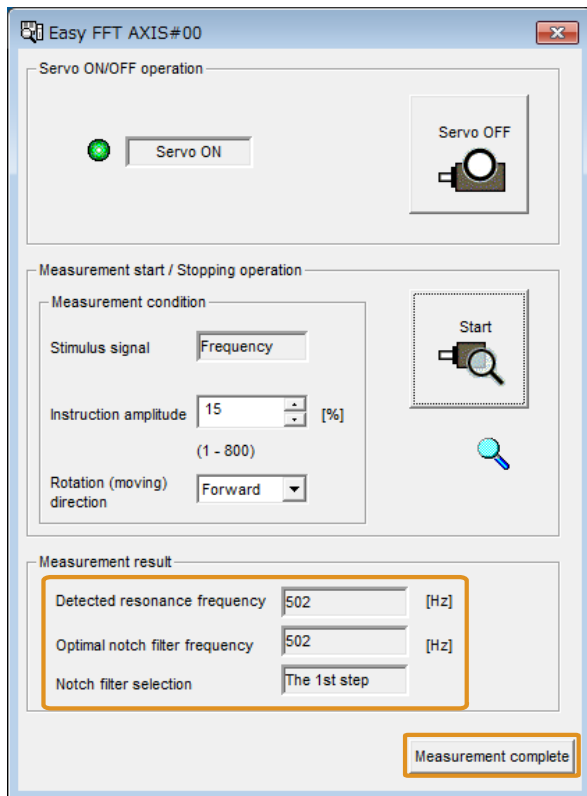 Easy FFT AXIS#00
Servo ON/OFF operation
Servo ON
Servo OFF
Measurement start / Stopping operation
Measurement condition
Stimulus signal
Frequency
Start
Instruction amplitude
15
[%]
(1 - 800)
Rotation (moving)
direction
Forward
Measurement result
Detected resonance frequency
502
[Hz]
Optimal notch filter frequency
502
[Hz]
Notch filter selection
The 1st step
Measurement complete